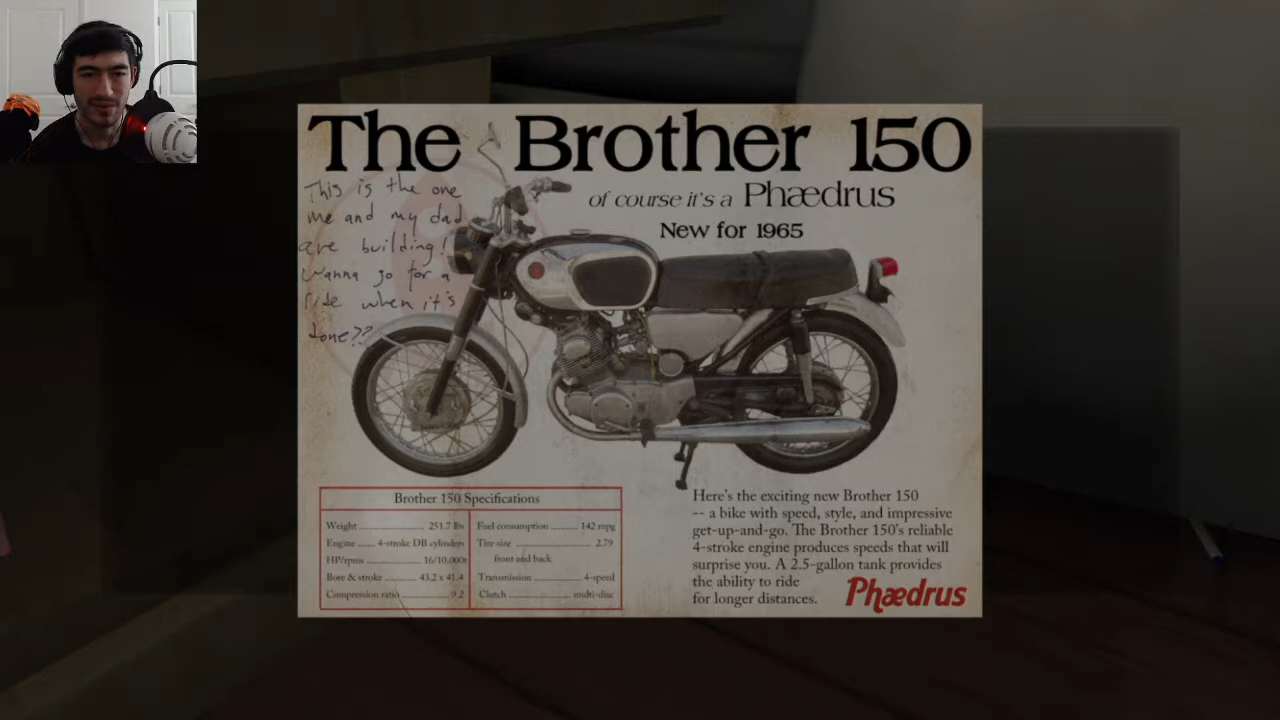 The Brother 150
of course it's a Phædrus
New for 1965
This is the one
me and my dad
are building!
Wanna go for a
ride when it's
done??
Brother 150 Specifications
Weight ........................ 251.7 lbs
Engine ...... 4-stroke DB cylinders
HP/rpms ................ 16/10,000r
Bore & stroke ........ 43.2 x 41.4
Compression ratio ............ 9.2
Fuel consumption ......... 142 mpg
Tire size .......................... 2.79
front and back
Transmission ................ 4-speed
Clutch ....................... multi-disc
Here's the exciting new Brother 150
-- a bike with speed, style, and impressive
get-up-and-go. The Brother 150's reliable
4-stroke engine produces speeds that will
surprise you. A 2.5-gallon tank provides
the ability to ride
for longer distances.
Phædrus